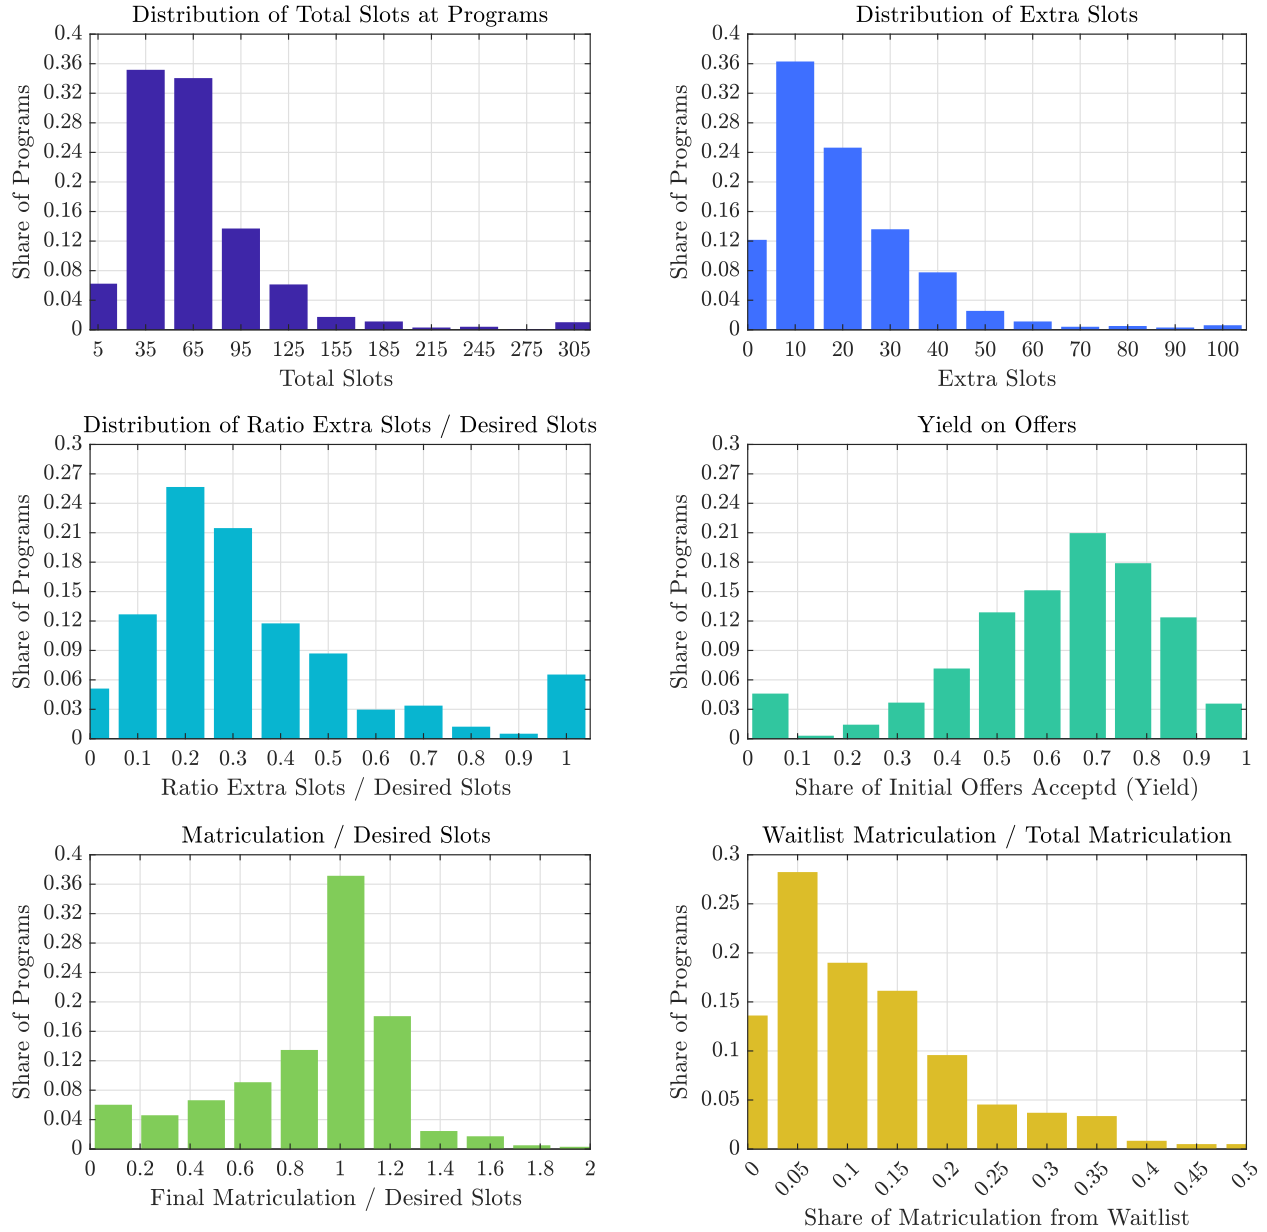 Distribution of Total Slots at Programs
Share of Programs
0.4
0.36
0.32
0.28
0.24
0.2
0.16
0.12
0.08
0.04
0
5 35 65 95 125 155 185 215 245 275 305
Total Slots
Distribution of Extra Slots
Share of Programs
0.4
0.36
0.32
0.28
0.24
0.2
0.16
0.12
0.08
0.04
0
0 10 20 30 40 50 60 70 80 90 100
Extra Slots
Distribution of Ratio Extra Slots / Desired Slots
Share of Programs
0.3
0.27
0.24
0.21
0.18
0.15
0.12
0.09
0.06
0.03
0
0 0.1 0.2 0.3 0.4 0.5 0.6 0.7 0.8 0.9 1
Ratio Extra Slots / Desired Slots
Yield on Offers
Share of Programs
0.3
0.27
0.24
0.21
0.18
0.15
0.12
0.09
0.06
0.03
0
0 0.1 0.2 0.3 0.4 0.5 0.6 0.7 0.8 0.9 1
Share of Initial Offers Acceptd (Yield)
Matriculation / Desired Slots
Share of Programs
0.4
0.36
0.32
0.28
0.24
0.2
0.16
0.12
0.08
0.04
0
0 0.2 0.4 0.6 0.8 1 1.2 1.4 1.6 1.8 2
Final Matriculation / Desired Slots
Waitlist Matriculation / Total Matriculation
Share of Programs
0.3
0.25
0.2
0.15
0.1
0.05
0
0 0.05 0.1 0.15 0.2 0.25 0.3 0.35 0.4 0.45 0.5
Share of Matriculation from Waitlist